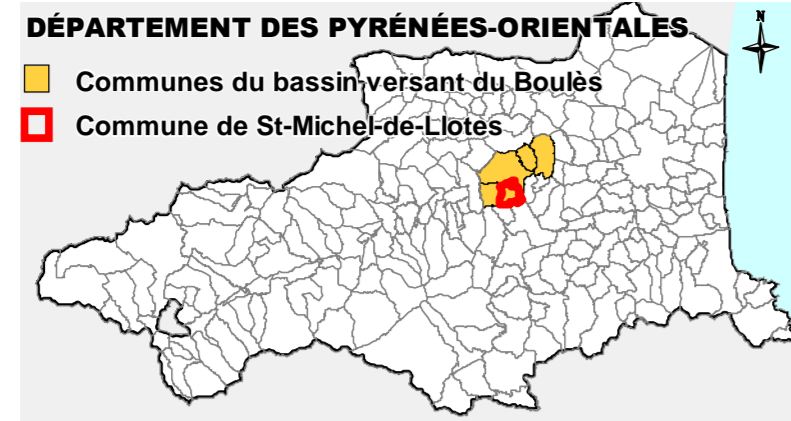 DÉPARTEMENT DES PYRÉNÉES-ORIENTALES
N
Communes du bassin versant du Boulès
Commune de St-Michel-de-Llotes